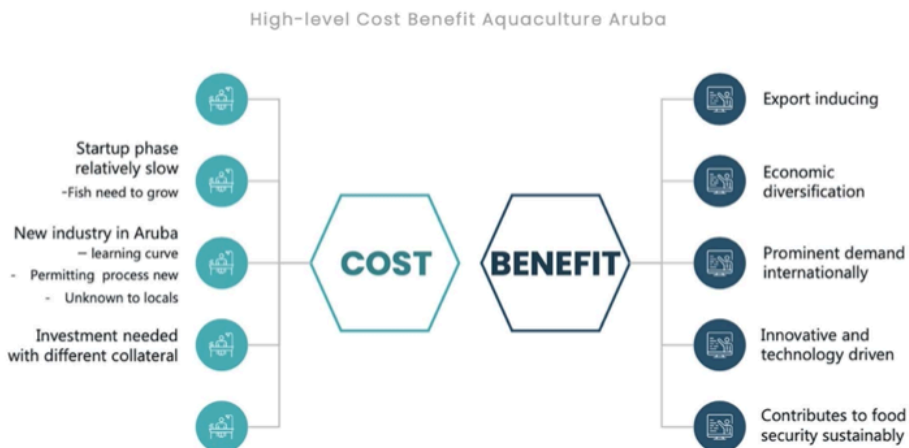 High-level Cost Benefit Aquaculture Aruba
Startup phase
relatively slow
-Fish need to grow
New industry in Aruba
– learning curve
- Permitting process new
- Unknown to locals
Investment needed
with different collateral
COST
BENEFIT
Export inducing
Economic
diversification
Prominent demand
internationally
Innovative and
technology driven
Contributes to food
security sustainably